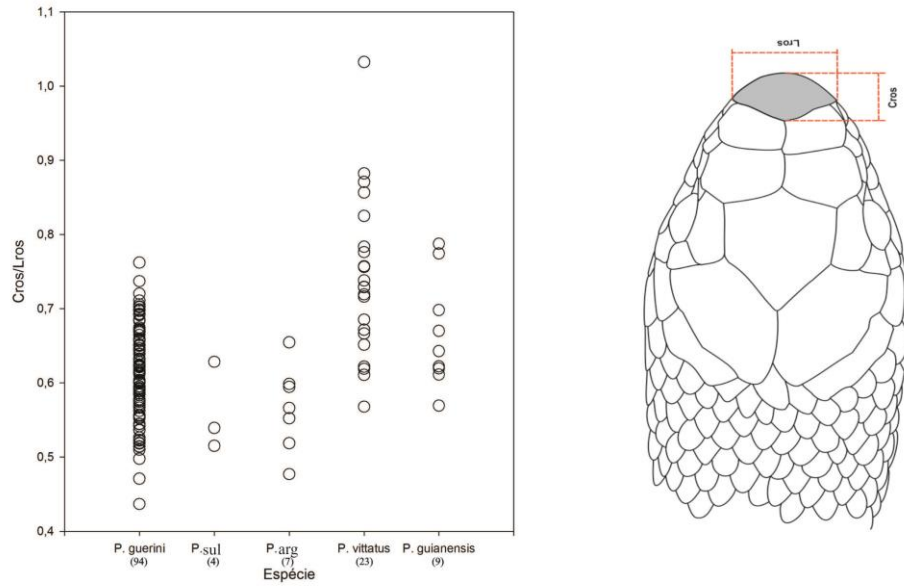 1,1
1,0
0,9
0,8
0,7
0,6
0,5
0,4
Cros/Lros
P. guerini
(94)
P.sul
(4)
P.arg
(7)
P. vittatus
(23)
P. guianensis
(9)
Espécie
Lros
Cros